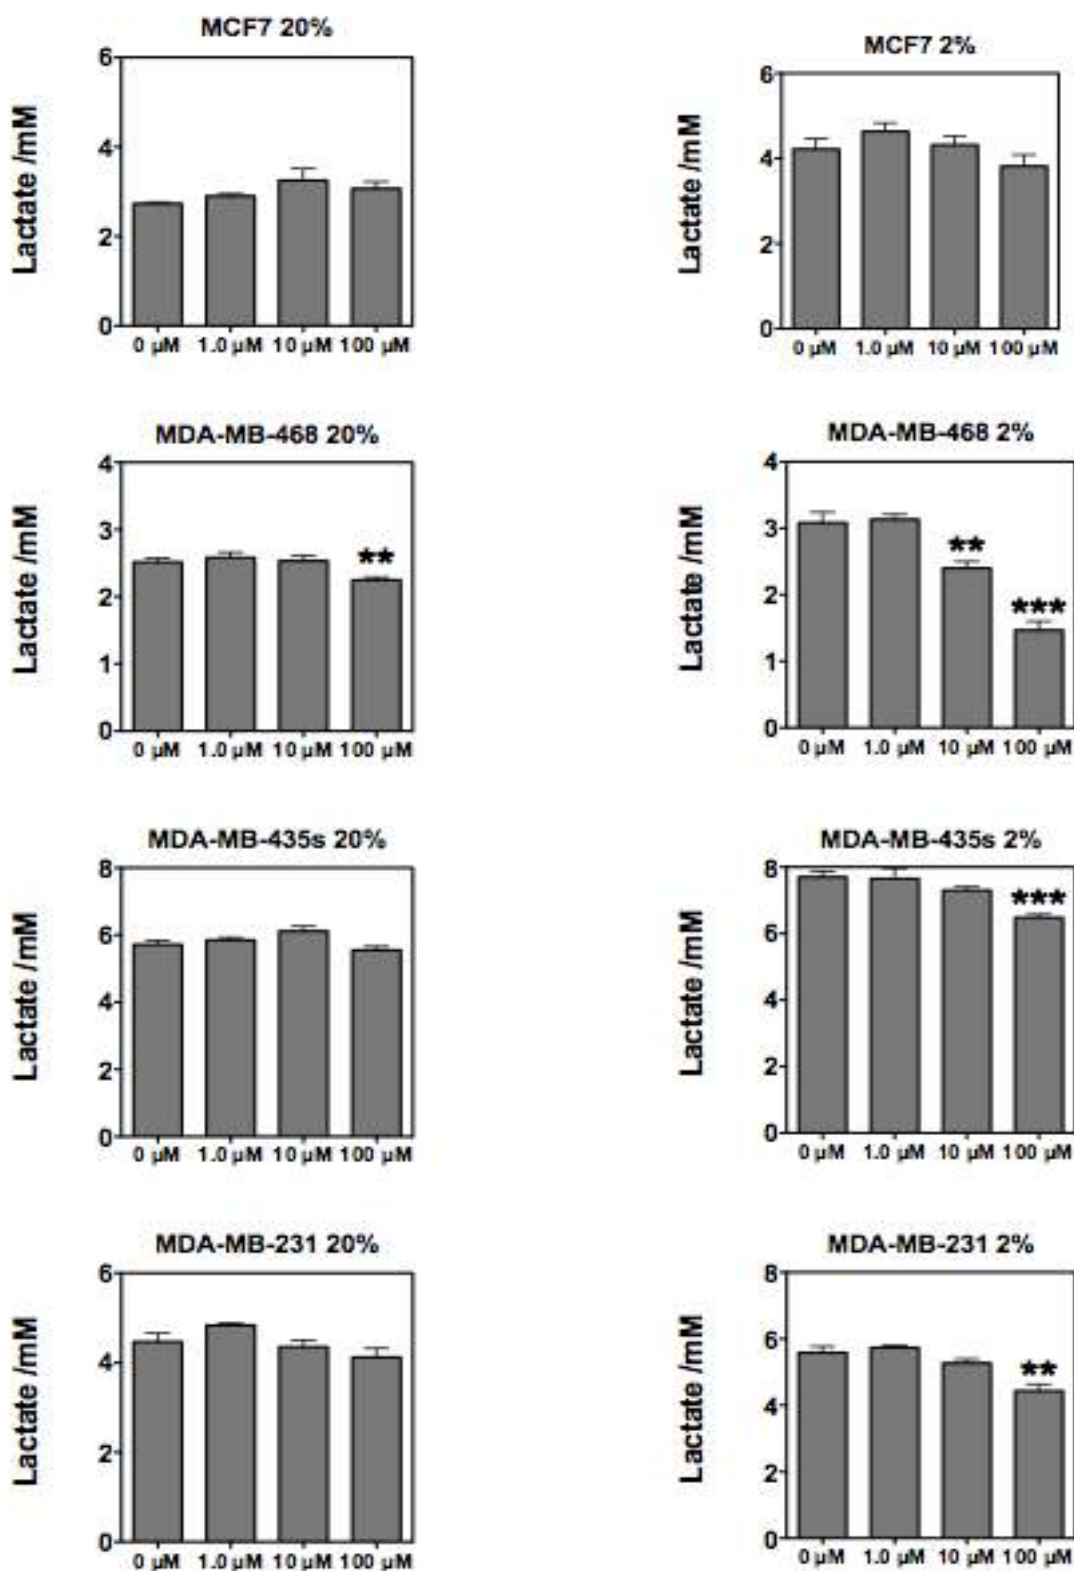 MCF7 20%
Lactate /mM
6
4
2
0
0 µM 1.0 µM 10 µM 100 µM
MCF7 2%
Lactate /mM
6
4
2
0
0 µM 1.0 µM 10 µM 100 µM
MDA-MB-468 20%
Lactate /mM
4
3
2
1
0
**
0 µM 1.0 µM 10 µM 100 µM
MDA-MB-468 2%
Lactate /mM
4
3
2
1
0
**
***
0 µM 1.0 µM 10 µM 100 µM
MDA-MB-435s 20%
Lactate /mM
8
6
4
2
0
0 µM 1.0 µM 10 µM 100 µM
MDA-MB-435s 2%
Lactate /mM
8
6
4
2
0
***
0 µM 1.0 µM 10 µM 100 µM
MDA-MB-231 20%
Lactate /mM
6
4
2
0
0 µM 1.0 µM 10 µM 100 µM
MDA-MB-231 2%
Lactate /mM
8
6
4
2
0
**
0 µM 1.0 µM 10 µM 100 µM